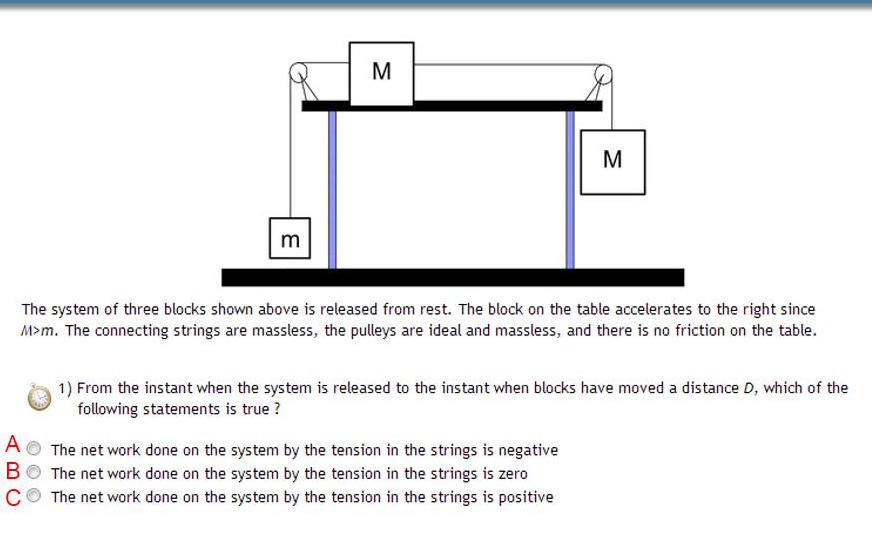 M
M
m
The system of three blocks shown above is released from rest. The block on the table accelerates to the right since
M>m. The connecting strings are massless, the pulleys are ideal and massless, and there is no friction on the table.
1) From the instant when the system is released to the instant when blocks have moved a distance D, which of the
following statements is true ?
A The net work done on the system by the tension in the strings is negative
B The net work done on the system by the tension in the strings is zero
C The net work done on the system by the tension in the strings is positive